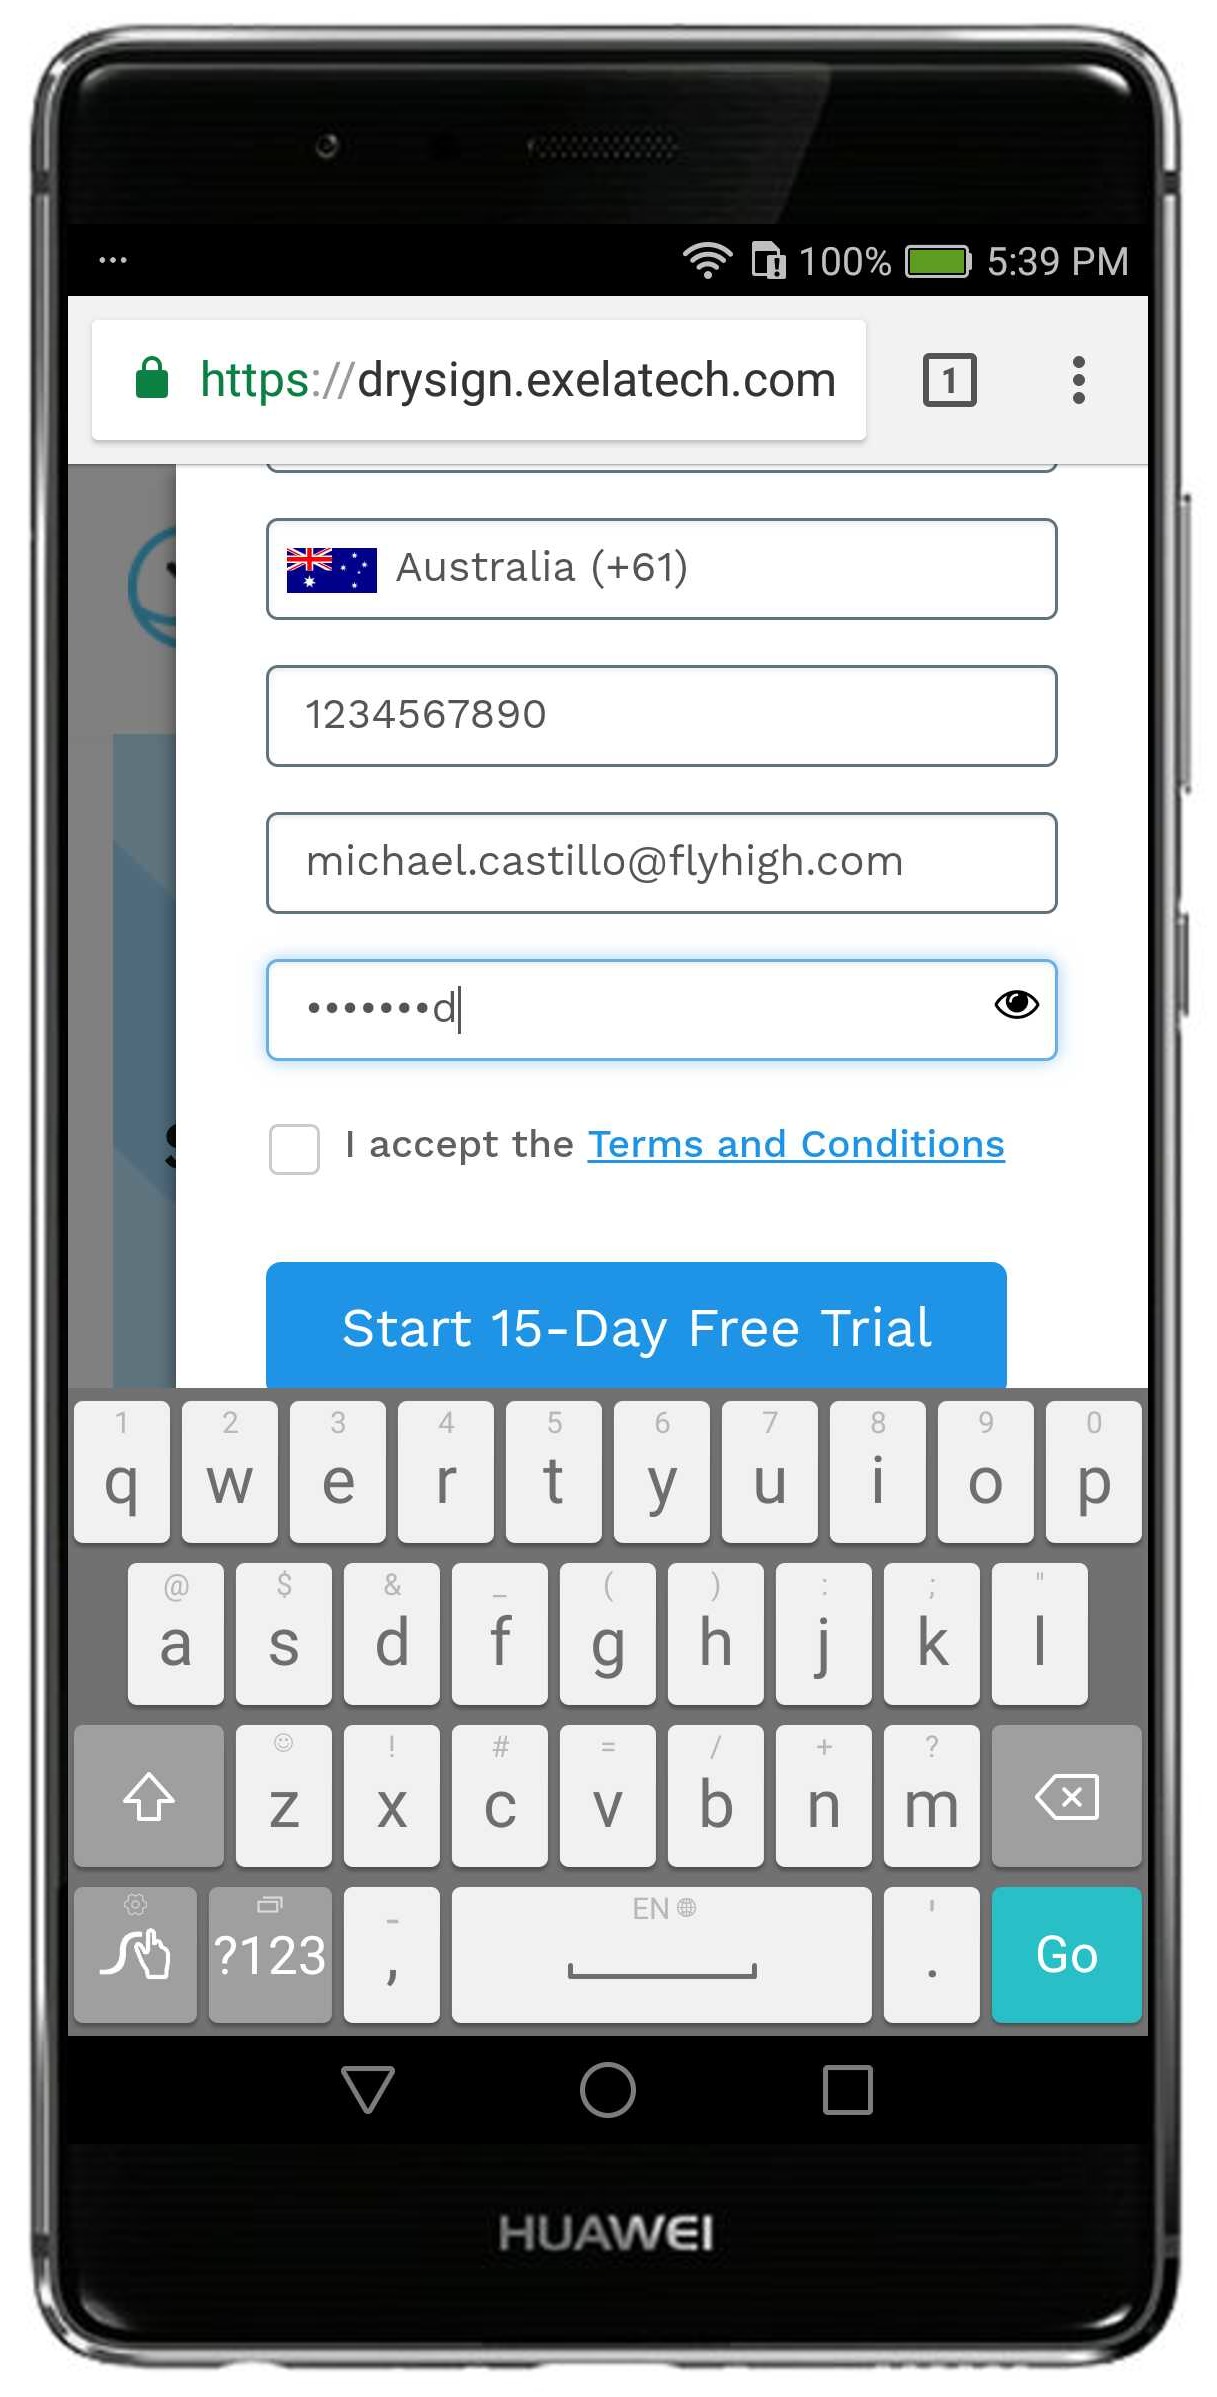 ... 100% 5:39 PM
https://drysign.exelatech.com 1
Australia (+61)
1234567890
michael.castillo@flyhigh.com
•••••••d
I accept the Terms and Conditions
Start 15-Day Free Trial
1 2 3 4 5 6 7 8 9 0
q w e r t y u i o p
@ $ & _ ( ) : ; "
a s d f g h j k l
! # = / + ?
z x c v b n m
- EN '
?123 , . Go
HUAWEI